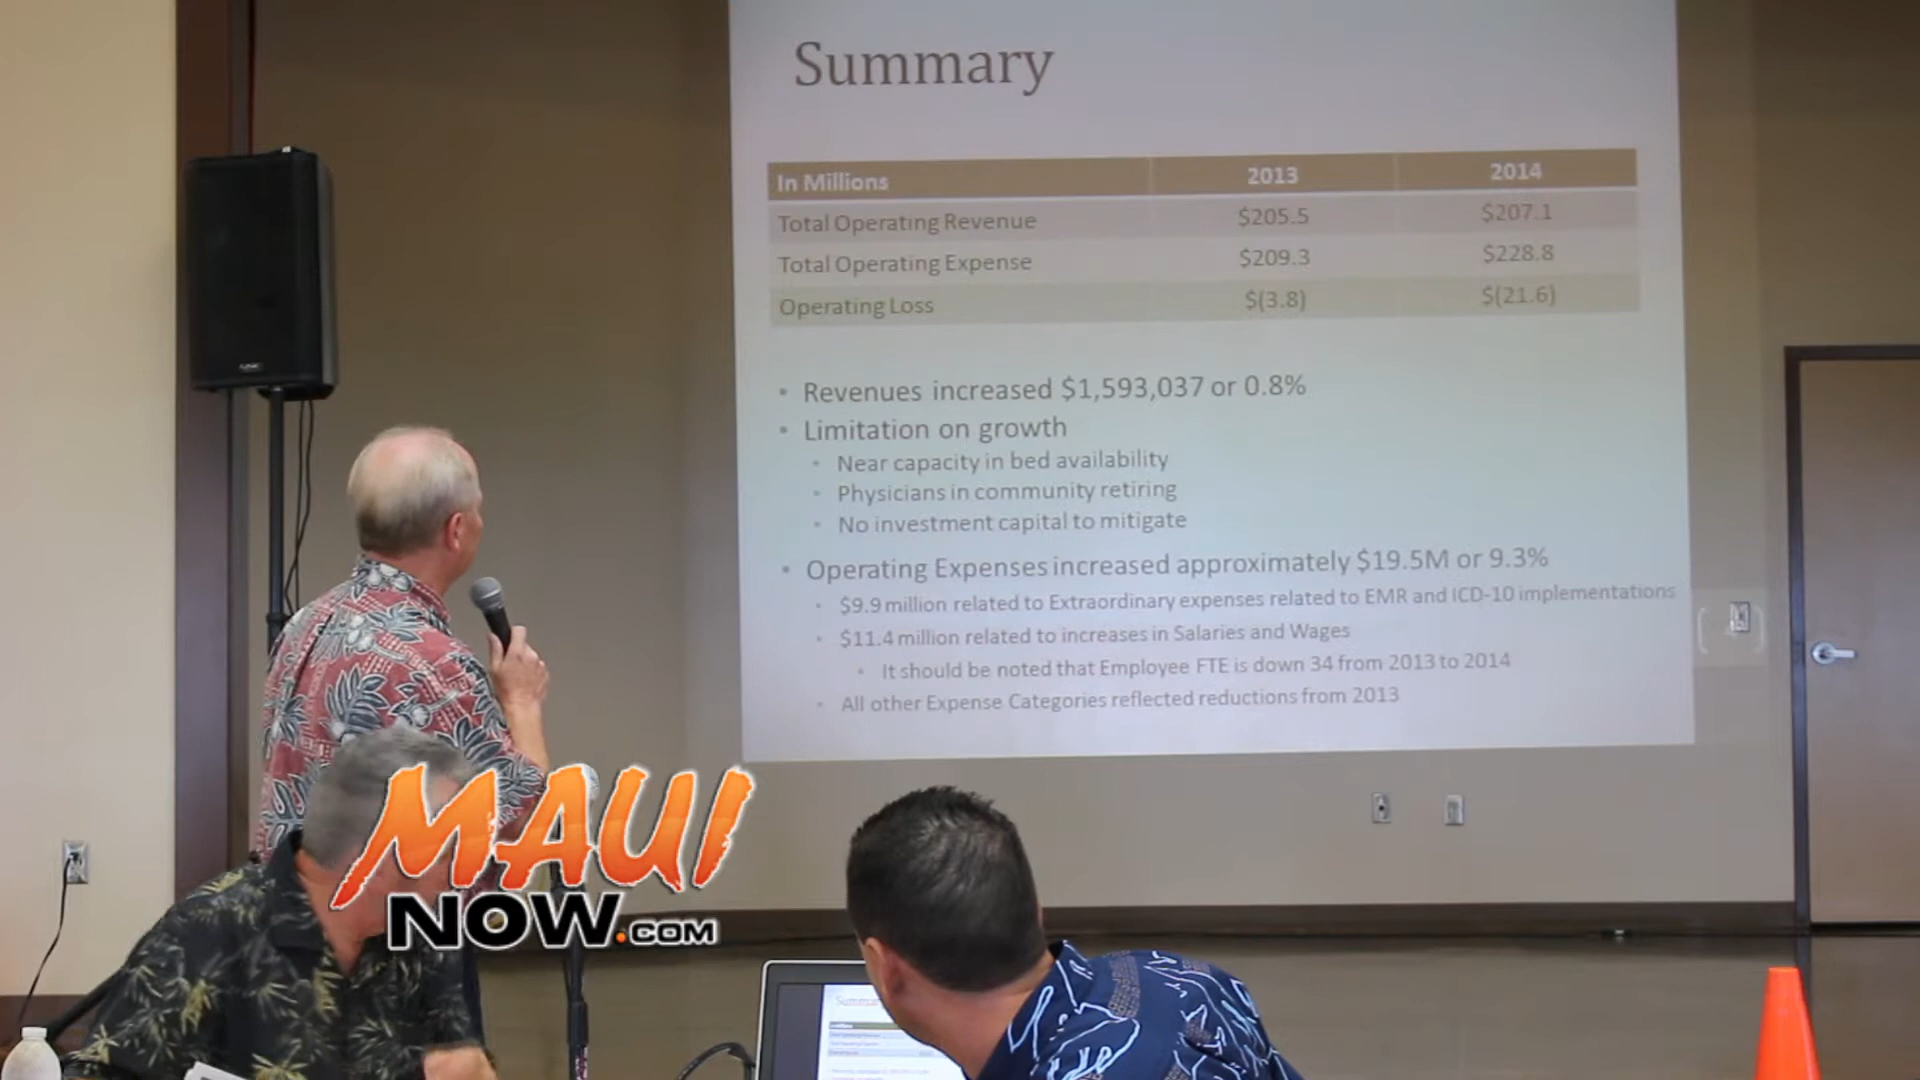 Summary
In Millions 2013 2014
Total Operating Revenue $205.5 $207.1
Total Operating Expense $209.3 $228.8
Operating Loss $(3.8) $(21.6)
• Revenues increased $1,593,037 or 0.8%
• Limitation on growth
• Near capacity in bed availability
• Physicians in community retiring
• No investment capital to mitigate
• Operating Expenses increased approximately $19.5M or 9.3%
• $9.9 million related to Extraordinary expenses related to EMR and ICD-10 implementations
• $11.4 million related to increases in Salaries and Wages
• It should be noted that Employee FTE is down 34 from 2013 to 2014
• All other Expense Categories reflected reductions from 2013
MAUI
NOW.COM
Summar